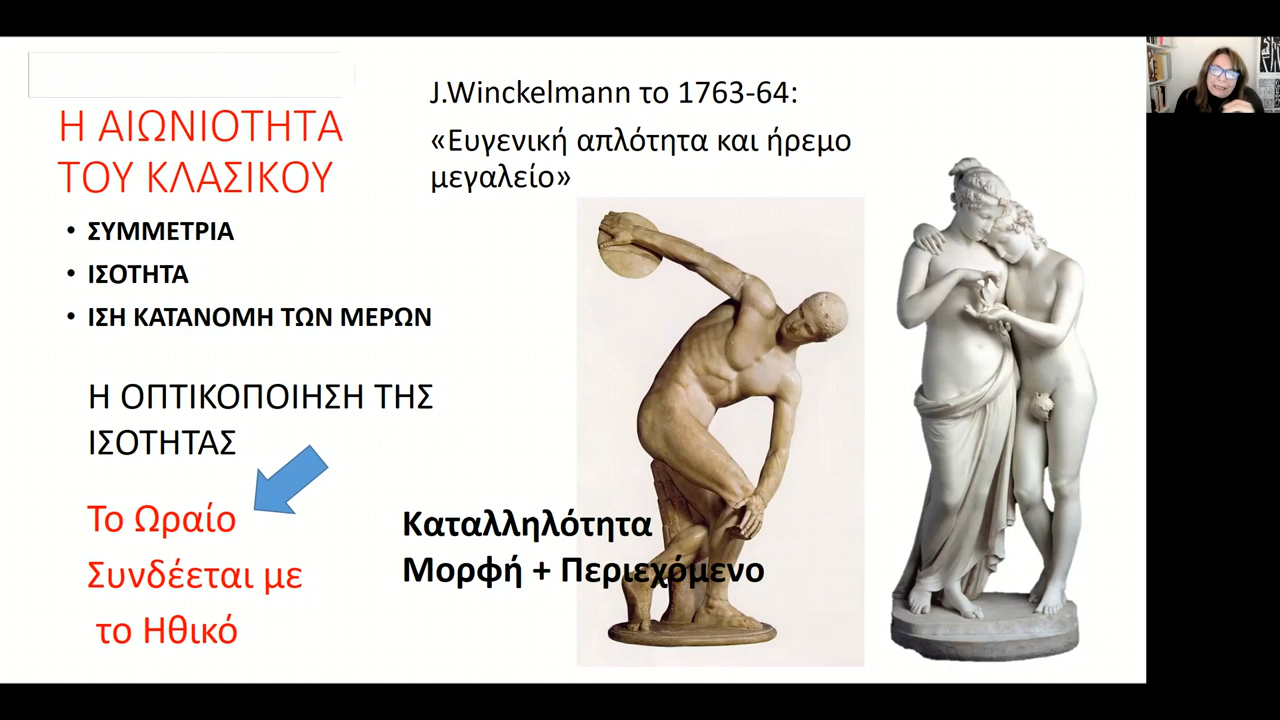 Η ΑΙΩΝΙΟΤΗΤΑ
ΤΟΥ ΚΛΑΣΙΚΟΥ
• ΣΥΜΜΕΤΡΙΑ
• ΙΣΟΤΗΤΑ
• ΙΣΗ ΚΑΤΑΝΟΜΗ ΤΩΝ ΜΕΡΩΝ
Η ΟΠΤΙΚΟΠΟΙΗΣΗ ΤΗΣ
ΙΣΟΤΗΤΑΣ
Το Ωραίο
Συνδέεται με
το Ηθικό
J.Winckelmann το 1763-64:
«Ευγενική απλότητα και ήρεμο
μεγαλείο»
Καταλληλότητα
Μορφή + Περιεχόμενο